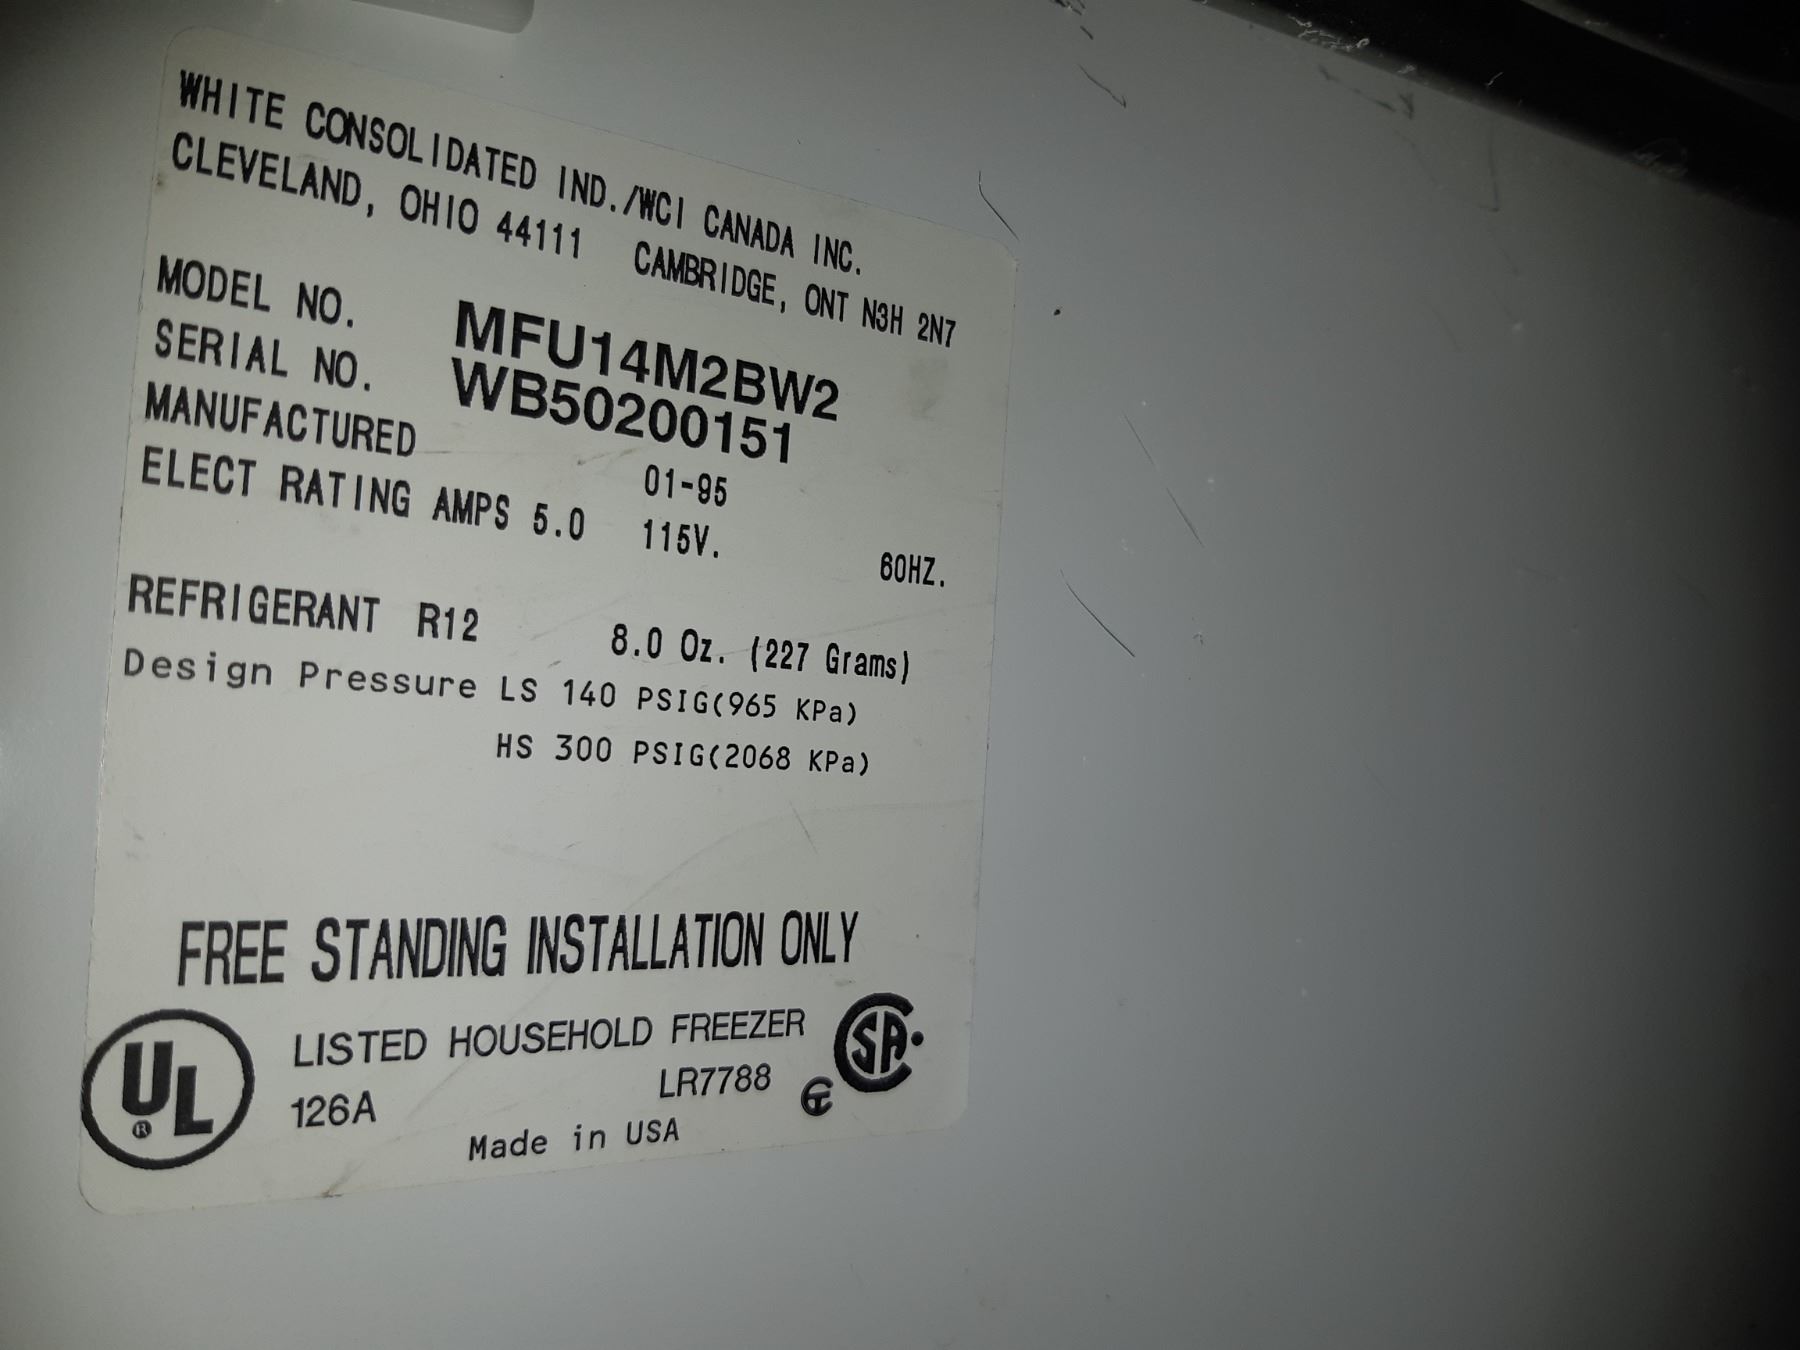 WHITE CONSOLIDATED IND./WCI CANADA INC.
CLEVELAND, OHIO 44111 CAMBRIDGE, ONT N3H 2N7
MODEL NO. MFU14M2BW2
SERIAL NO. WB50200151
MANUFACTURED 01-95
ELECT RATING AMPS 5.0 115V. 60HZ.
REFRIGERANT R12 8.0 Oz. (227 Grams)
Design Pressure LS 140 PSIG(965 KPa)
HS 300 PSIG(2068 KPa)
FREE STANDING INSTALLATION ONLY
UL ® LISTED HOUSEHOLD FREEZER SA
126A LR7788
Made in USA